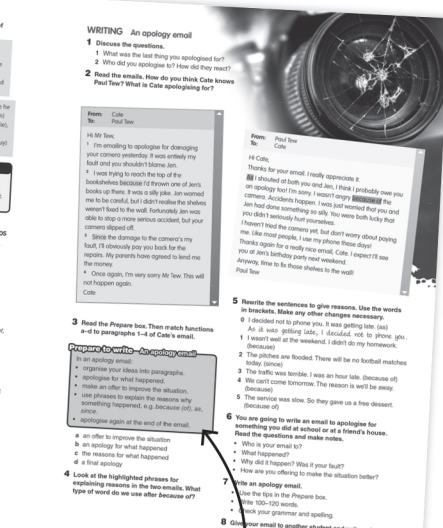 WRITING An apology email
1 Discuss the questions.
1 What was the last thing you apologised for?
2 Who did you apologise to? How did they react?
2 Read the emails. How do you think Cate knows
Paul Tew? What is Cate apologising for?
From: Cate
To: Paul Tew
Hi Mr Tew,
1 I'm emailing to apologise for damaging
your camera yesterday. It was entirely my
fault and you shouldn't blame Jen.
2 I was trying to reach the top of the
bookshelves because I'd thrown one of Jen's
books up there. It was a silly joke. Jen warned
me to be careful, but I didn't realise the shelves
weren't fixed to the wall. Fortunately Jen was
able to stop a more serious accident, but your
camera slipped off.
3 Since the damage to the camera's my
fault, I'll obviously pay you back for the
repairs. My parents have agreed to lend me
the money.
4 Once again, I'm very sorry Mr Tew. This will
not happen again.
Cate
From: Paul Tew
To: Cate
Hi Cate,
Thanks for your email. I really appreciate it.
As I shouted at both you and Jen, I think I probably owe you
an apology too! I'm sorry. I wasn't angry because of the
camera. Accidents happen. I was just worried that you and
Jen had done something so silly. You were both lucky that
you didn't seriously hurt yourselves.
I haven't tried the camera yet, but don't worry about paying
me. Like most people, I use my phone these days!
Thanks again for a really nice email, Cate. I expect I'll see
you at Jen's birthday party next weekend.
Anyway, time to fix those shelves to the wall!
Paul Tew
3 Read the Prepare box. Then match functions
a–d to paragraphs 1–4 of Cate's email.
Prepare to write—An apology email
In an apology email:
• organise your ideas into paragraphs.
• apologise for what happened.
• make an offer to improve the situation.
• use phrases to explain the reasons why
something happened, e.g. because (of), as,
since.
• apologise again at the end of the email.
a an offer to improve the situation
b an apology for what happened
c the reasons for what happened
d a final apology
4 Look at the highlighted phrases for
explaining reasons in the two emails. What
type of word do we use after because of?
5 Rewrite the sentences to give reasons. Use the words
in brackets. Make any other changes necessary.
0 I decided not to phone you. It was getting late. (as)
As it was getting late, I decided not to phone you.
1 I wasn't well at the weekend. I didn't do my homework.
(because)
2 The pitches are flooded. There will be no football matches
today. (since)
3 The traffic was terrible. I was an hour late. (because of)
4 We can't come tomorrow. The reason is we'll be away.
(because)
5 The service was slow. So they gave us a free dessert.
(because of)
6 You are going to write an email to apologise for
something you did at school or at a friend's house.
Read the questions and make notes.
• Who is your email to?
• What happened?
• Why did it happen? Was it your fault?
• How are you offering to make the situation better?
7 Write an apology email.
• Use the tips in the Prepare box.
• Write 100–120 words.
• Check your grammar and spelling.
8 Give your email to another student